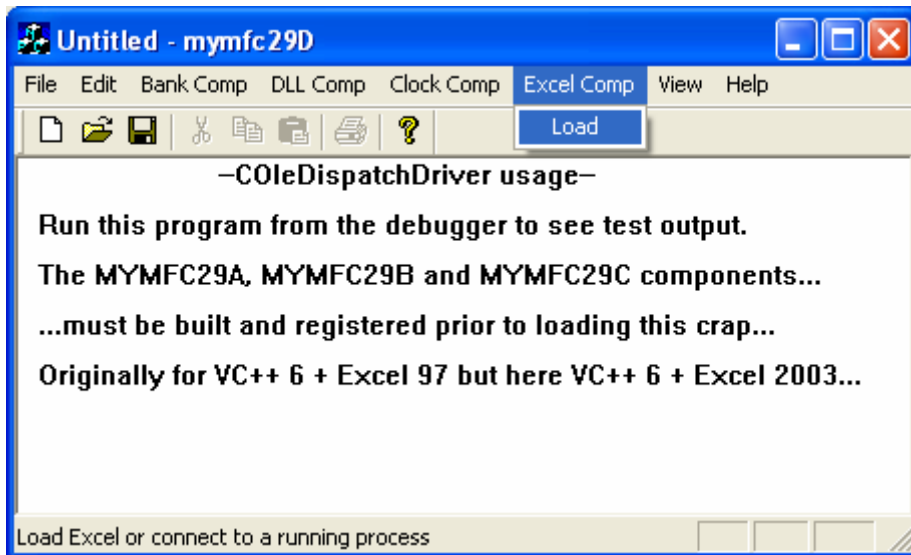 Untitled - mymfc29D
File Edit Bank Comp DLL Comp Clock Comp Excel Comp View Help
Load
–COleDispatchDriver usage–
Run this program from the debugger to see test output.
The MYMFC29A, MYMFC29B and MYMFC29C components...
...must be built and registered prior to loading this crap...
Originally for VC++ 6 + Excel 97 but here VC++ 6 + Excel 2003...
Load Excel or connect to a running process